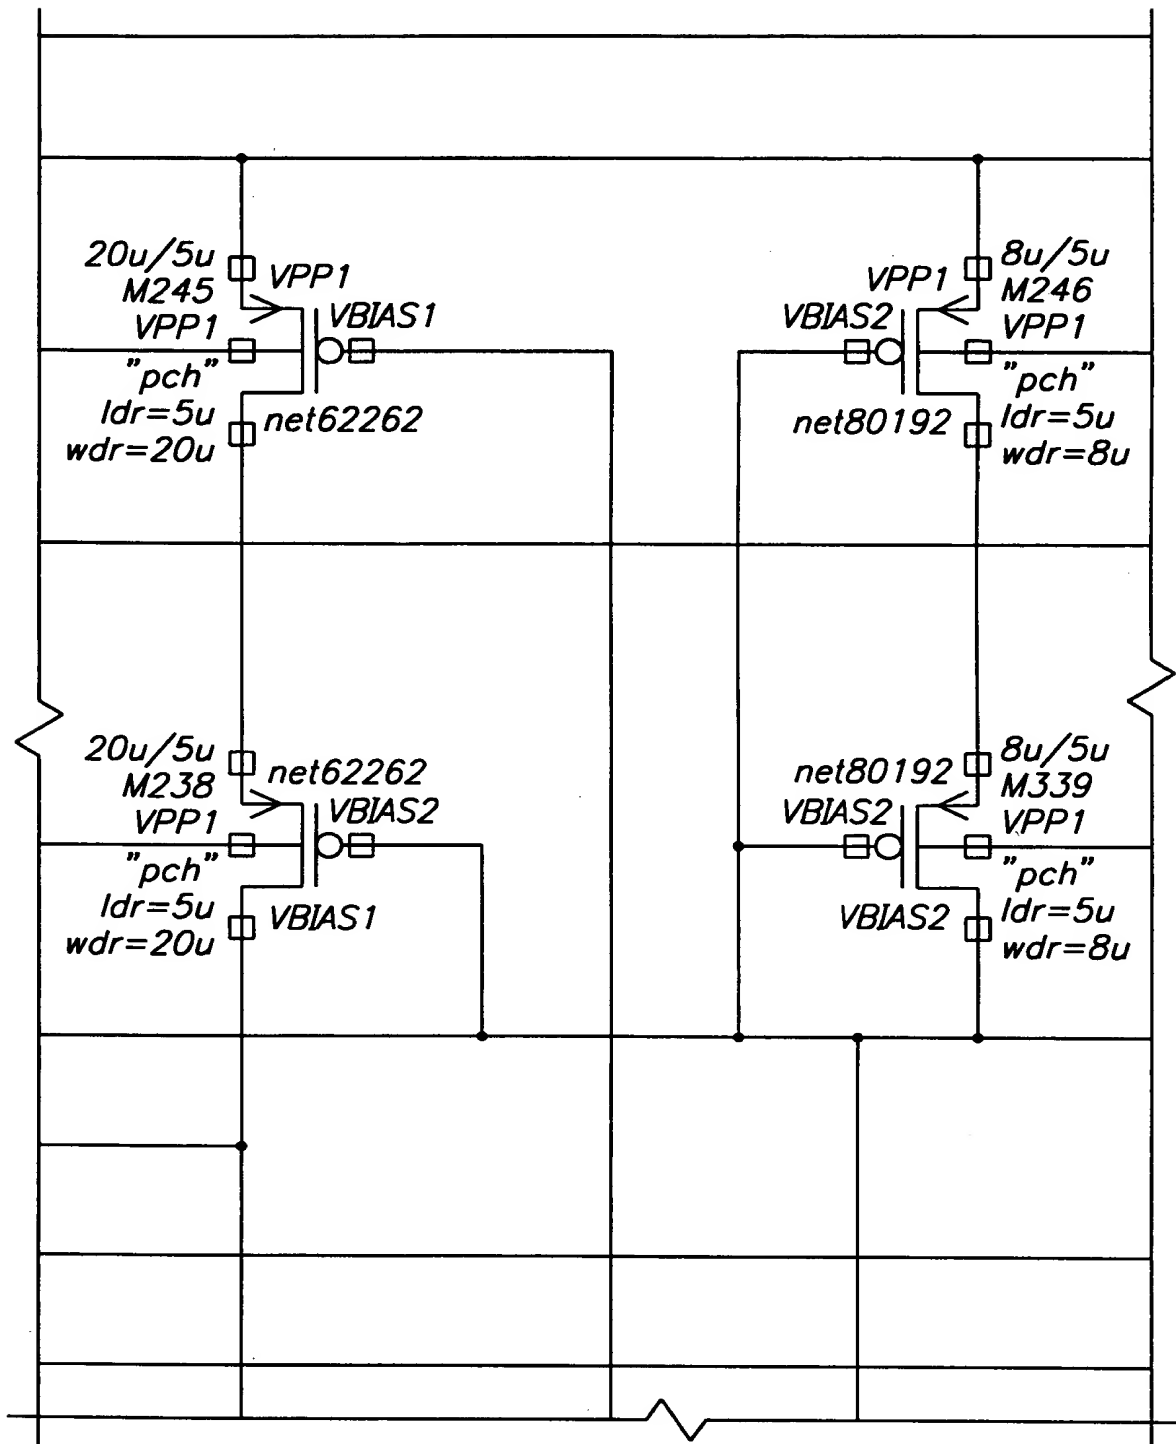 20u/5u
M245
VPP1
"pch"
ldr=5u
wdr=20u
VPP1
VBIAS1
net62262
VPP1
VBIAS2
net80192
8u/5u
M246
VPP1
"pch"
ldr=5u
wdr=8u
20u/5u
M238
VPP1
"pch"
ldr=5u
wdr=20u
net62262
VBIAS2
VBIAS1
net80192
VBIAS2
VBIAS2
8u/5u
M339
VPP1
"pch"
ldr=5u
wdr=8u